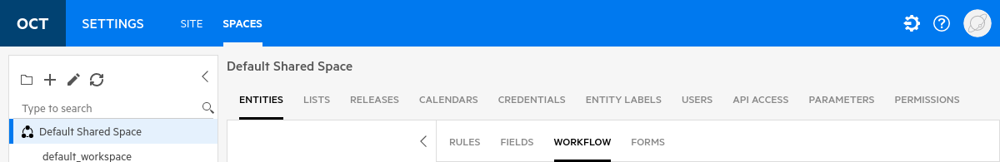 OCT SETTINGS SITE SPACES
Default Shared Space
Type to search
ENTITIES LISTS RELEASES CALENDARS CREDENTIALS ENTITY LABELS USERS API ACCESS PARAMETERS PERMISSIONS
Default Shared Space
RULES FIELDS WORKFLOW FORMS
default_workspace